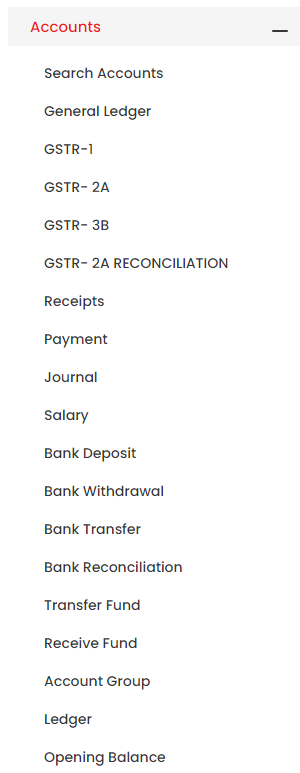 Accounts
Search Accounts
General Ledger
GSTR-1
GSTR- 2A
GSTR- 3B
GSTR- 2A RECONCILIATION
Receipts
Payment
Journal
Salary
Bank Deposit
Bank Withdrawal
Bank Transfer
Bank Reconciliation
Transfer Fund
Receive Fund
Account Group
Ledger
Opening Balance